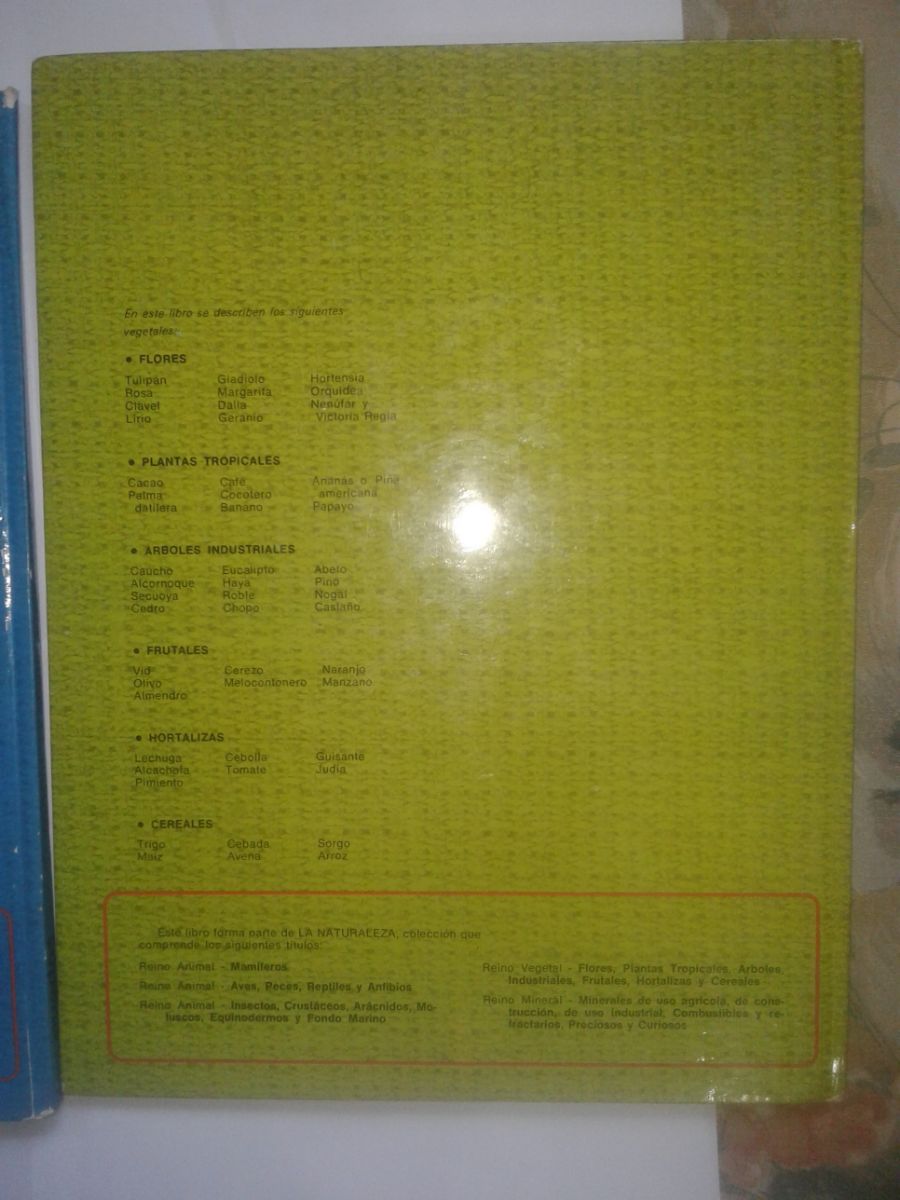 En este libro se describen los siguientes
vegetales:
• FLORES
Tulipán Gladiolo Hortensia
Rosa Margarita Orquídea
Clavel Dalia Nenúfar y
Lirio Geranio Victoria Regia
• PLANTAS TROPICALES
Cacao Café Ananás o Piña
Palma Cocotero americana
datilera Banano Papayo
• ARBOLES INDUSTRIALES
Caucho Eucalipto Abeto
Alcornoque Haya Pino
Secuoya Roble Nogal
Cedro Chopo Castaño
• FRUTALES
Vid Cerezo Naranjo
Olivo Melocotonero Manzano
Almendro
• HORTALIZAS
Lechuga Cebolla Guisante
Alcachofa Tomate Judía
Pimiento
• CEREALES
Trigo Cebada Sorgo
Maíz Avena Arroz
Este libro forma parte de LA NATURALEZA, colección que
comprende los siguientes títulos:
Reino Animal - Mamíferos
Reino Animal - Aves, Peces, Reptiles y Anfibios
Reino Animal - Insectos, Crustáceos, Arácnidos, Mo-
luscos, Equinodermos y Fondo Marino
Reino Vegetal - Flores, Plantas Tropicales, Arboles
Industriales, Frutales, Hortalizas y Cereales
Reino Mineral - Minerales de uso agrícola, de cons-
trucción, de uso industrial, Combustibles y re-
fractarios, Preciosos y Curiosos